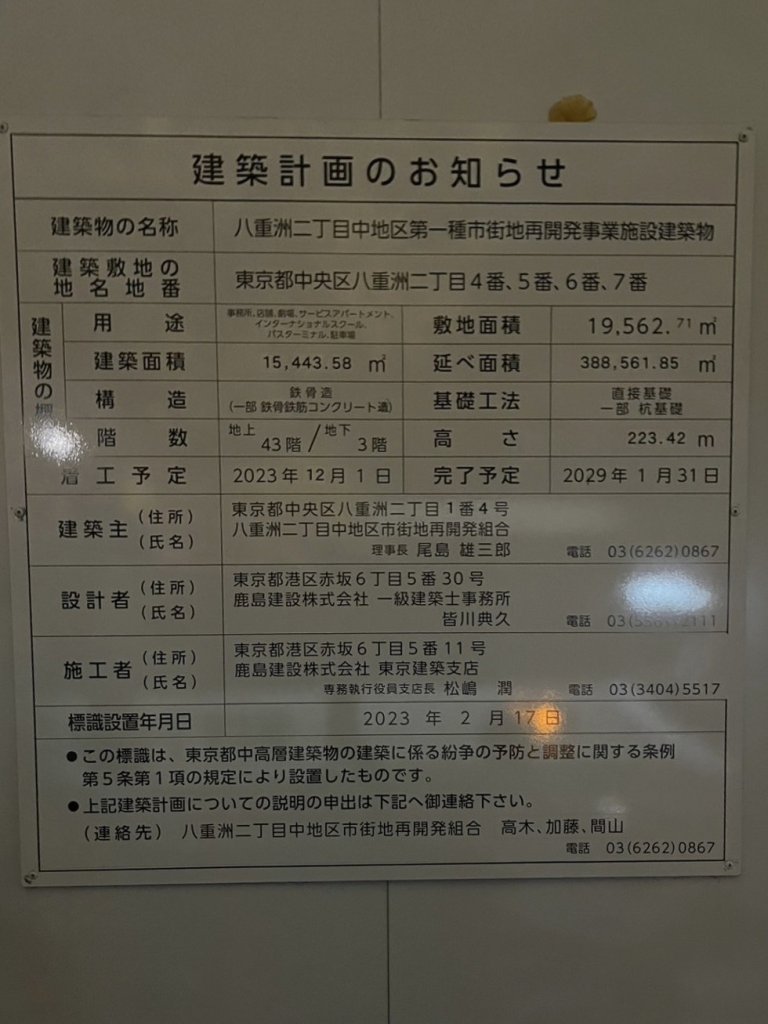 建築計画のお知らせ
建築物の名称 八重洲二丁目中地区第一種市街地再開発事業施設建築物
建築敷地の
地名地番
東京都中央区八重洲二丁目4番、5番、6番、7番
建築物の
用途
事務所、店舗、劇場、サービスアパートメント、
インターナショナルスクール、
バスターミナル、駐車場
敷地面積 19,562.71㎡
建築面積 15,443.58 ㎡ 延べ面積 388,561.85 ㎡
構造
鉄骨造
(一部 鉄骨鉄筋コンクリート造)
基礎工法
直接基礎
一部 杭基礎
階数 地上43階/地下3階 高さ 223.42 m
着工予定 2023年12月1日 完了予定 2029年1月31日
建築主 (住所) (氏名)
東京都中央区八重洲二丁目1番4号
八重洲二丁目中地区市街地再開発組合
理事長 尾島 雄三郎 電話 03(6262)0867
設計者 (住所) (氏名)
東京都港区赤坂6丁目5番30号
鹿島建設株式会社 一級建築士事務所
皆川典久 電話 03
施工者 (住所) (氏名)
東京都港区赤坂6丁目5番11号
鹿島建設株式会社 東京建築支店
専務執行役員支店長 松嶋 潤 電話 03(3404)5517
標識設置年月日 2023 年 2 月 17 日
●この標識は、東京都中高層建築物の建築に係る紛争の予防と調整に関する条例
第5条第1項の規定により設置したものです。
●上記建築計画についての説明の申出は下記へ御連絡下さい。
(連絡先) 八重洲二丁目中地区市街地再開発組合 高木、加藤、間山
電話 03(6262)0867